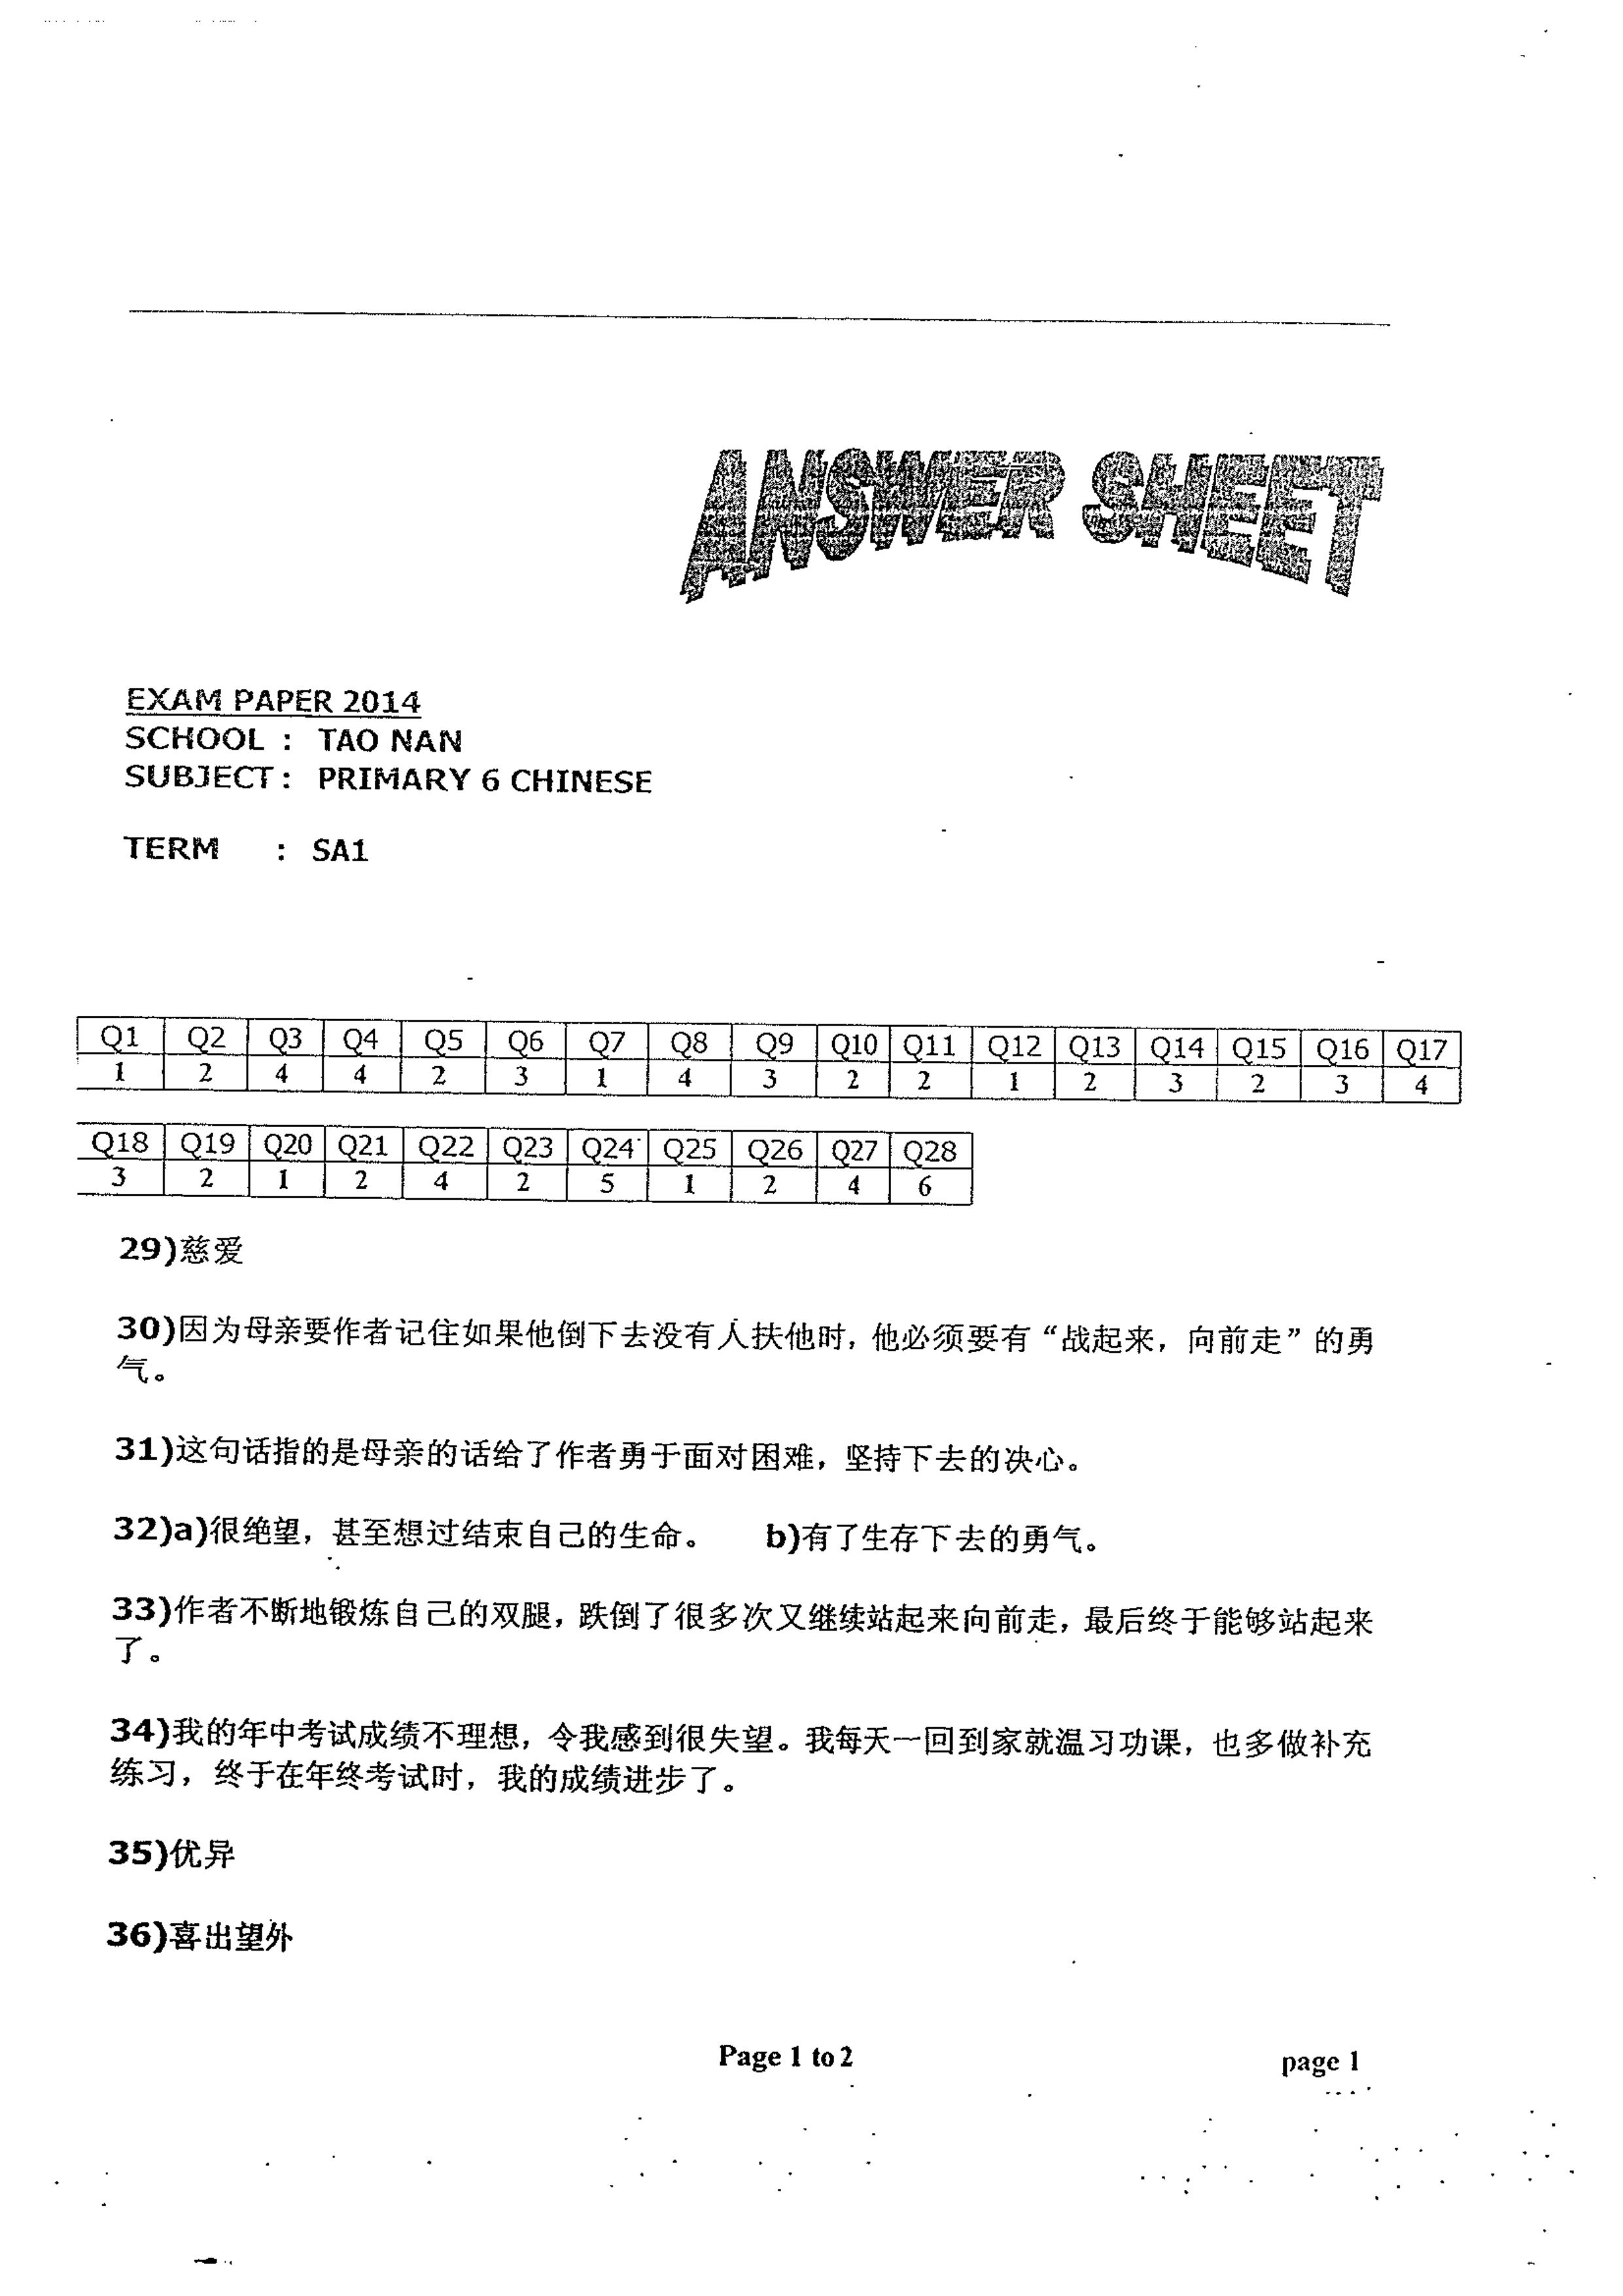 ANSWER SHEET
EXAM PAPER 2014
SCHOOL : TAO NAN
SUBJECT : PRIMARY 6 CHINESE
TERM : SA1
Q1 Q2 Q3 Q4 Q5 Q6 Q7 Q8 Q9 Q10 Q11 Q12 Q13 Q14 Q15 Q16 Q17
1 2 4 4 2 3 1 4 3 2 2 1 2 3 2 3 4
Q18 Q19 Q20 Q21 Q22 Q23 Q24 Q25 Q26 Q27 Q28
3 2 1 2 4 2 5 1 2 4 6
29)慈爱
30)因为母亲要作者记住如果他倒下去没有人扶他时，他必须要有“战起来，向前走”的勇
气。
31)这句话指的是母亲的话给了作者勇于面对困难，坚持下去的决心。
32)a)很绝望，甚至想过结束自己的生命。 b)有了生存下去的勇气。
33)作者不断地锻炼自己的双腿，跌倒了很多次又继续站起来向前走，最后终于能够站起来
了。
34)我的年中考试成绩不理想，令我感到很失望。我每天一回到家就温习功课，也多做补充
练习，终于在年终考试时，我的成绩进步了。
35)优异
36)喜出望外
Page 1 to 2 page 1